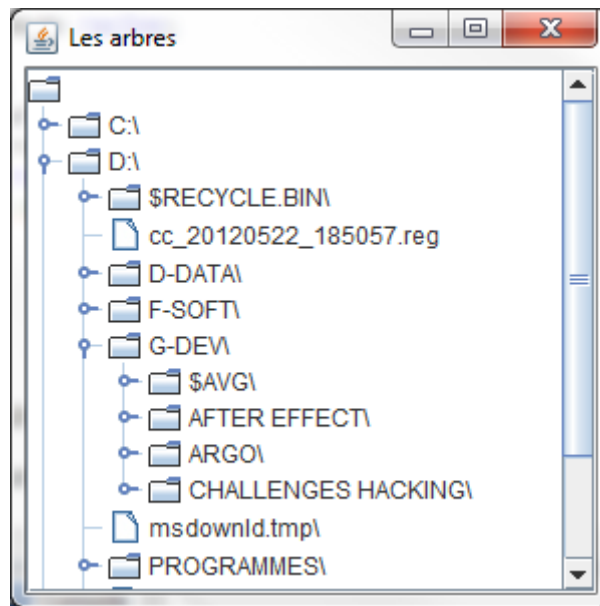 Les arbres
C:\
D:\
$RECYCLE.BIN\
cc_20120522_185057.reg
D-DATA\
F-SOFT\
G-DEV\
$AVG\
AFTER EFFECT\
ARGO\
CHALLENGES HACKING\
msdownld.tmp\
PROGRAMMES\